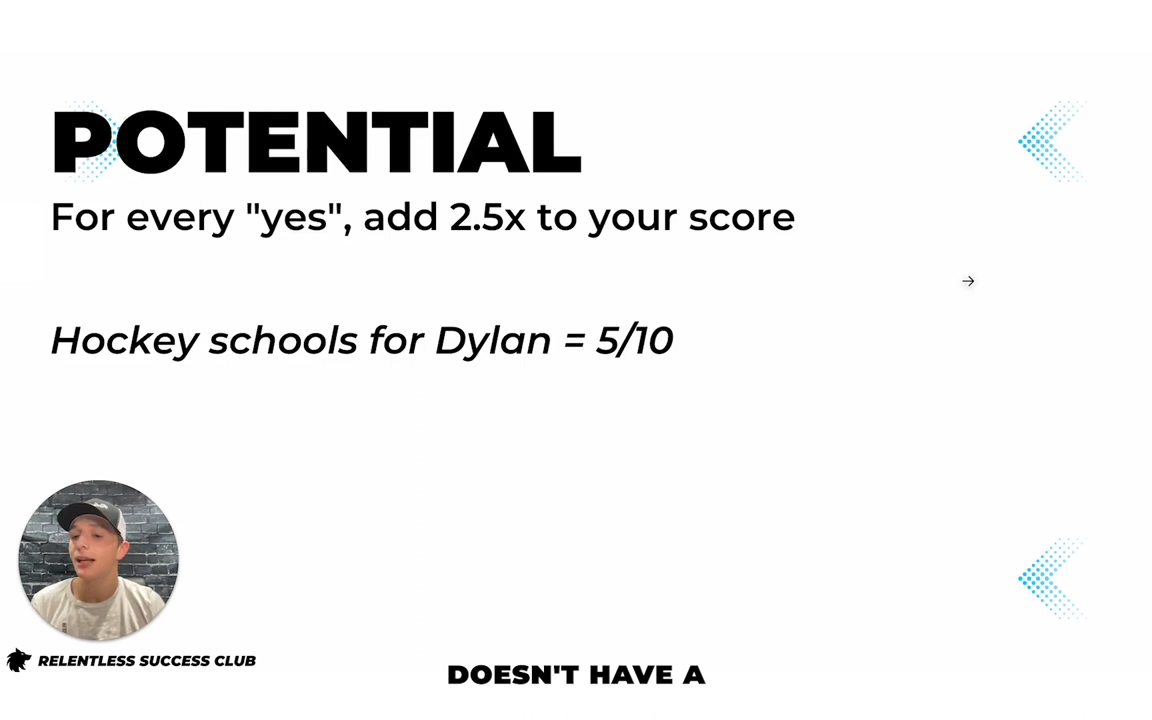 POTENTIAL
For every "yes", add 2.5x to your score
Hockey schools for Dylan = 5/10
RELENTLESS SUCCESS CLUB
DOESN'T HAVE A